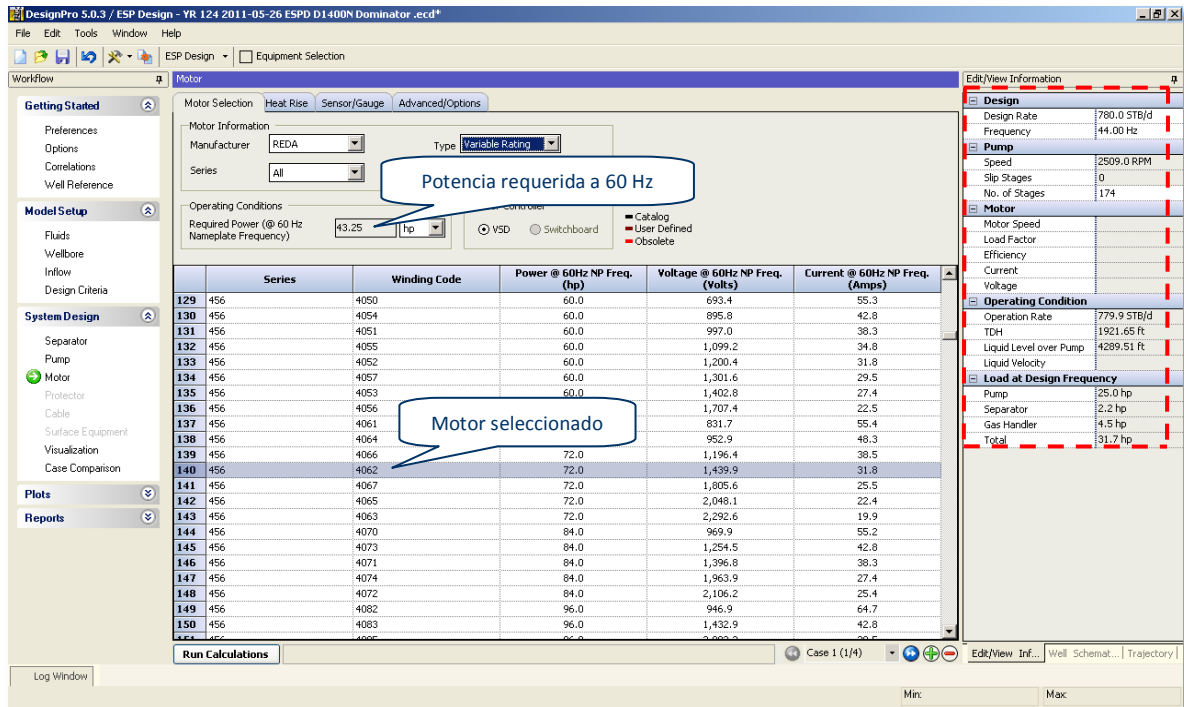 DesignPro 5.0.3 / ESP Design - YR 124 2011-05-26 ESPD D1400N Dominator .ecd*
File Edit Tools Window Help
ESP Design Equipment Selection
Workflow
Getting Started
Preferences
Options
Correlations
Well Reference
Model Setup
Fluids
Wellbore
Inflow
Design Criteria
System Design
Separator
Pump
Motor
Protector
Cable
Surface Equipment
Visualization
Case Comparison
Plots
Reports
Motor
Motor Selection Heat Rise Sensor/Gauge Advanced/Options
Motor Information
Manufacturer REDA Type Variable Rating
Series All
Potencia requerida a 60 Hz
Operating Conditions
Required Power (@ 60 Hz Nameplate Frequency) 43.25 hp
Controller
VSD Switchboard
Catalog
User Defined
Obsolete
Series Winding Code Power @ 60Hz NP Freq. (hp) Voltage @ 60Hz NP Freq. (Volts) Current @ 60Hz NP Freq. (Amps)
129 456 4050 60.0 693.4 55.3
130 456 4054 60.0 895.8 42.8
131 456 4051 60.0 997.0 38.3
132 456 4055 60.0 1,099.2 34.8
133 456 4052 60.0 1,200.4 31.8
134 456 4057 60.0 1,301.6 29.5
135 456 4053 60.0 1,402.8 27.4
136 456 4056 1,707.4 22.5
137 456 4061 831.7 55.4
138 456 4064 952.9 48.3
139 456 4066 72.0 1,196.4 38.5
140 456 4062 72.0 1,439.9 31.8
141 456 4067 72.0 1,805.6 25.5
142 456 4065 72.0 2,048.1 22.4
143 456 4063 72.0 2,292.6 19.9
144 456 4070 84.0 969.9 55.2
145 456 4073 84.0 1,254.5 42.8
146 456 4071 84.0 1,396.8 38.3
147 456 4074 84.0 1,963.9 27.4
148 456 4072 84.0 2,106.2 25.4
149 456 4082 96.0 946.9 64.7
150 456 4083 96.0 1,432.9 42.8
Motor seleccionado
Run Calculations
Case 1 (1/4)
Edit/View Information
Design
Design Rate 780.0 STB/d
Frequency 44.00 Hz
Pump
Speed 2509.0 RPM
Slip Stages 0
No. of Stages 174
Motor
Motor Speed
Load Factor
Efficiency
Current
Voltage
Operating Condition
Operation Rate 779.9 STB/d
TDH 1921.65 ft
Liquid Level over Pump 4289.51 ft
Liquid Velocity
Load at Design Frequency
Pump 25.0 hp
Separator 2.2 hp
Gas Handler 4.5 hp
Total 31.7 hp
Edit/View Inf... Well Schemat... Trajectory
Log Window
Min: Max: